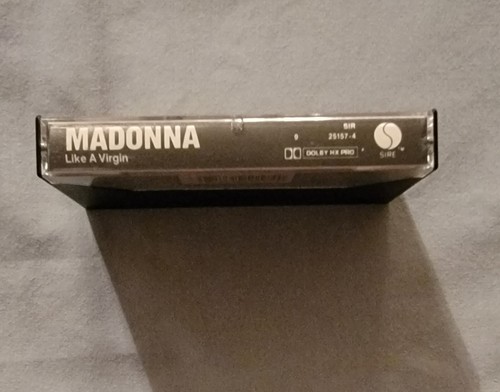 MADONNA
Like A Virgin
SIR
9 25157-4
DOLBY HX PRO
SIRE